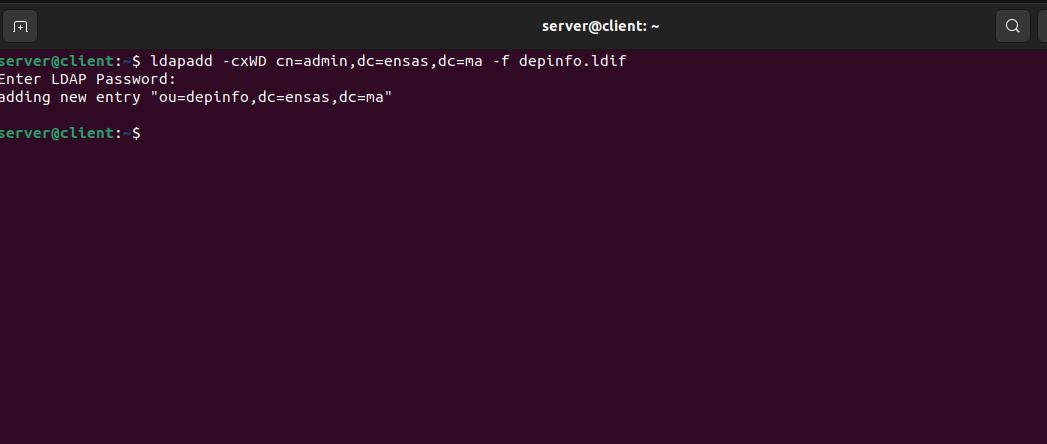 server@client: ~
server@client:~$ ldapadd -cxWD cn=admin,dc=ensas,dc=ma -f depinfo.ldif
Enter LDAP Password:
adding new entry "ou=depinfo,dc=ensas,dc=ma"
server@client:~$